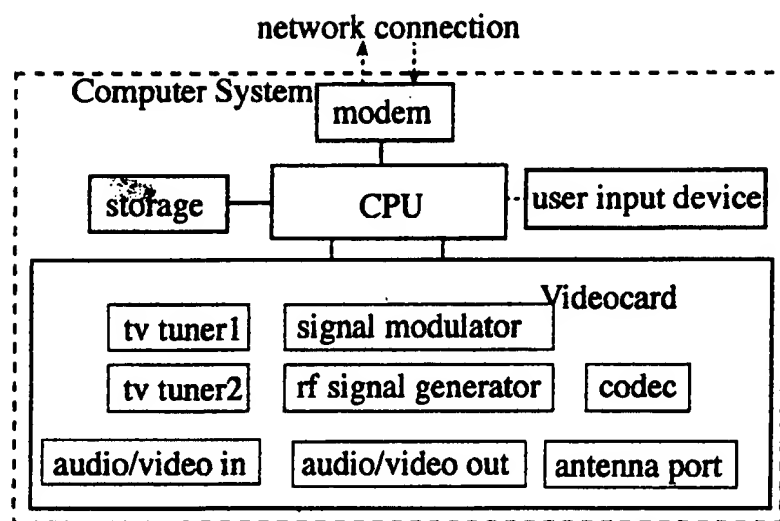 network connection
Computer System
modem
storage
CPU
user input device
Videocard
tv tuner1
signal modulator
tv tuner2
rf signal generator
codec
audio/video in
audio/video out
antenna port